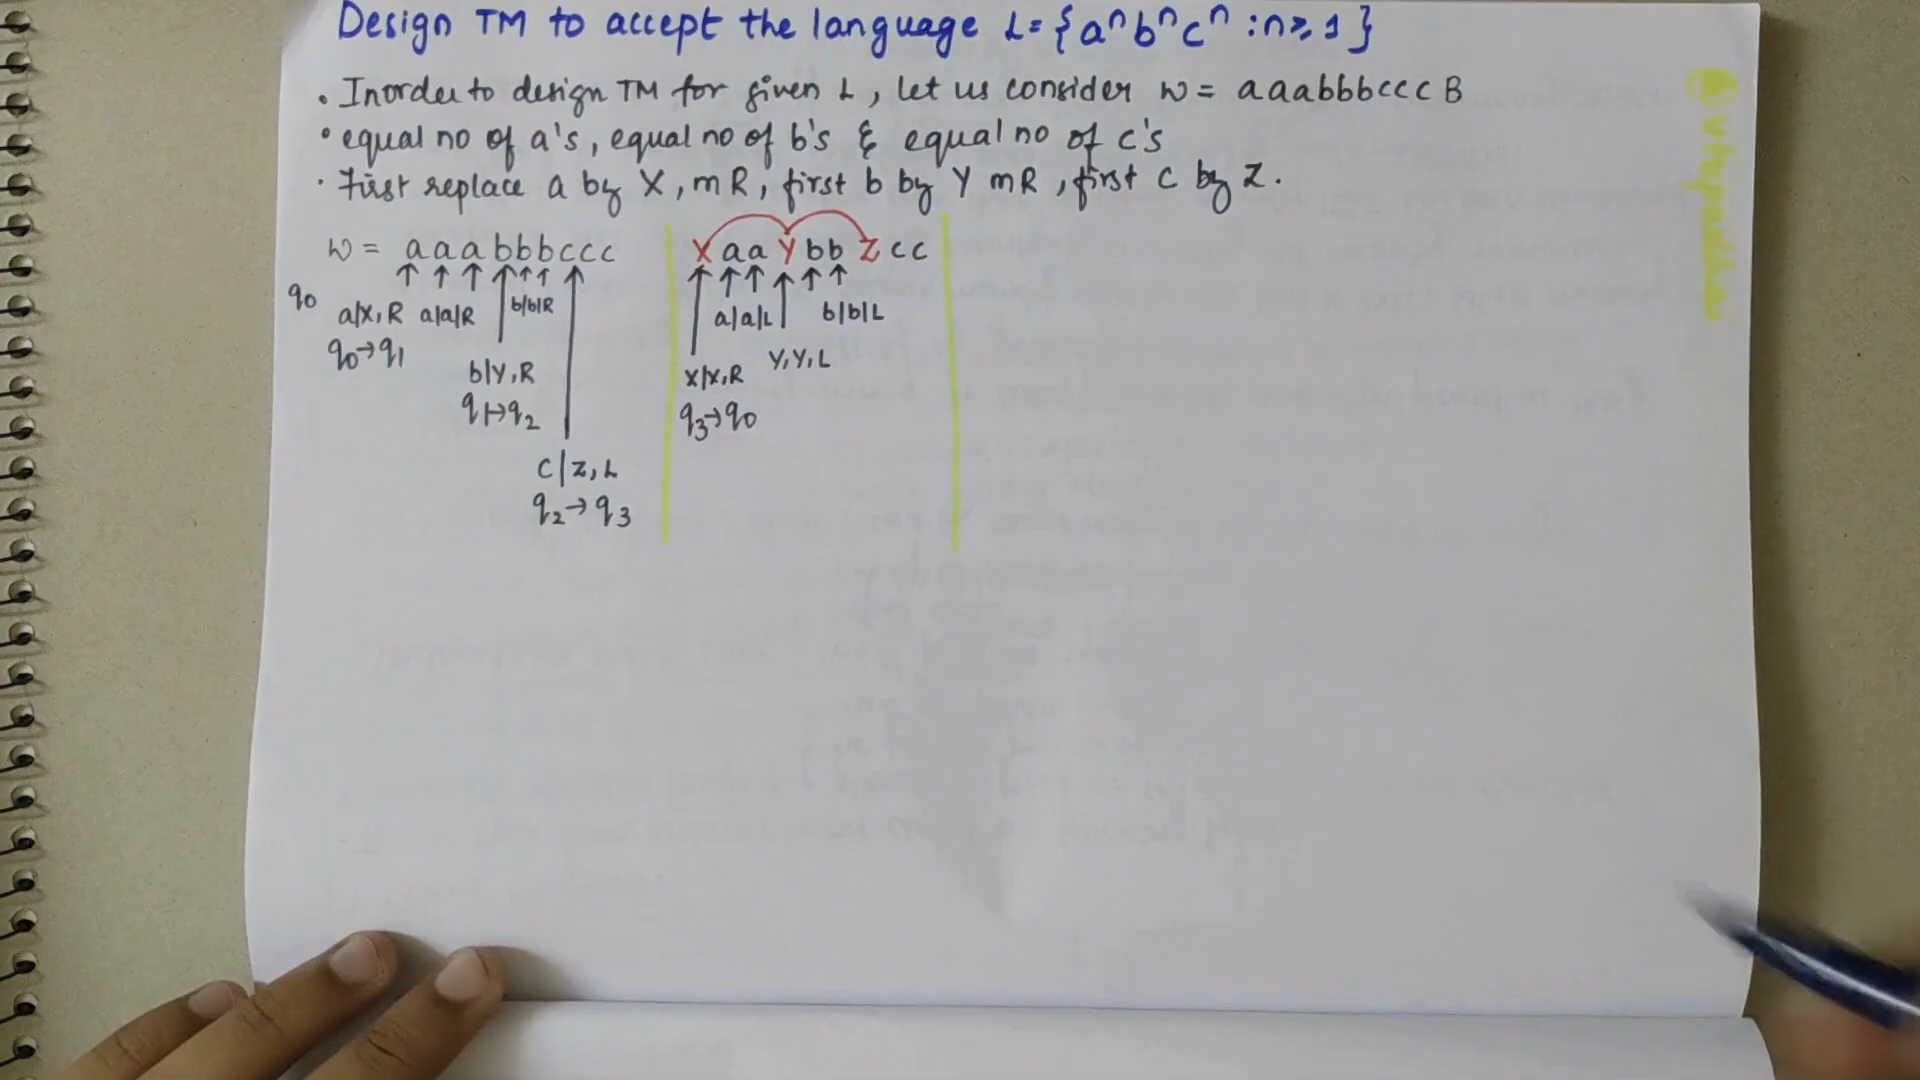 Design TM to accept the language L = {aⁿbⁿcⁿ : n ≥ 1}
• Inorder to design TM for given L, let us consider w = aaabbbcccB
• equal no of a's, equal no of b's & equal no of c's
• First replace a by X, mR, first b by Y mR, first c by Z.
w = aaabbbccc
XaaYbbZcc
q0
a/X, R a|a|R b/b|R
q0→q1
b|Y, R
q1→q2
c|Z, L
q2→q3
a|a|L b|b|L
Y, Y, L
X|X, R
q3→q0